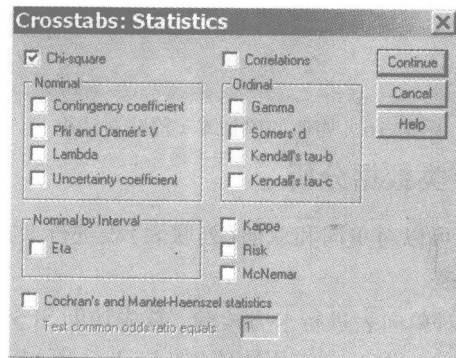 Crosstabs: Statistics
Chi-square
Correlations
Continue
Cancel
Help
Nominal
Contingency coefficient
Phi and Cramér's V
Lambda
Uncertainty coefficient
Ordinal
Gamma
Somers' d
Kendall's tau-b
Kendall's tau-c
Nominal by Interval
Eta
Kappa
Risk
McNemar
Cochran's and Mantel-Haenszel statistics
Test common odds ratio equals:
1